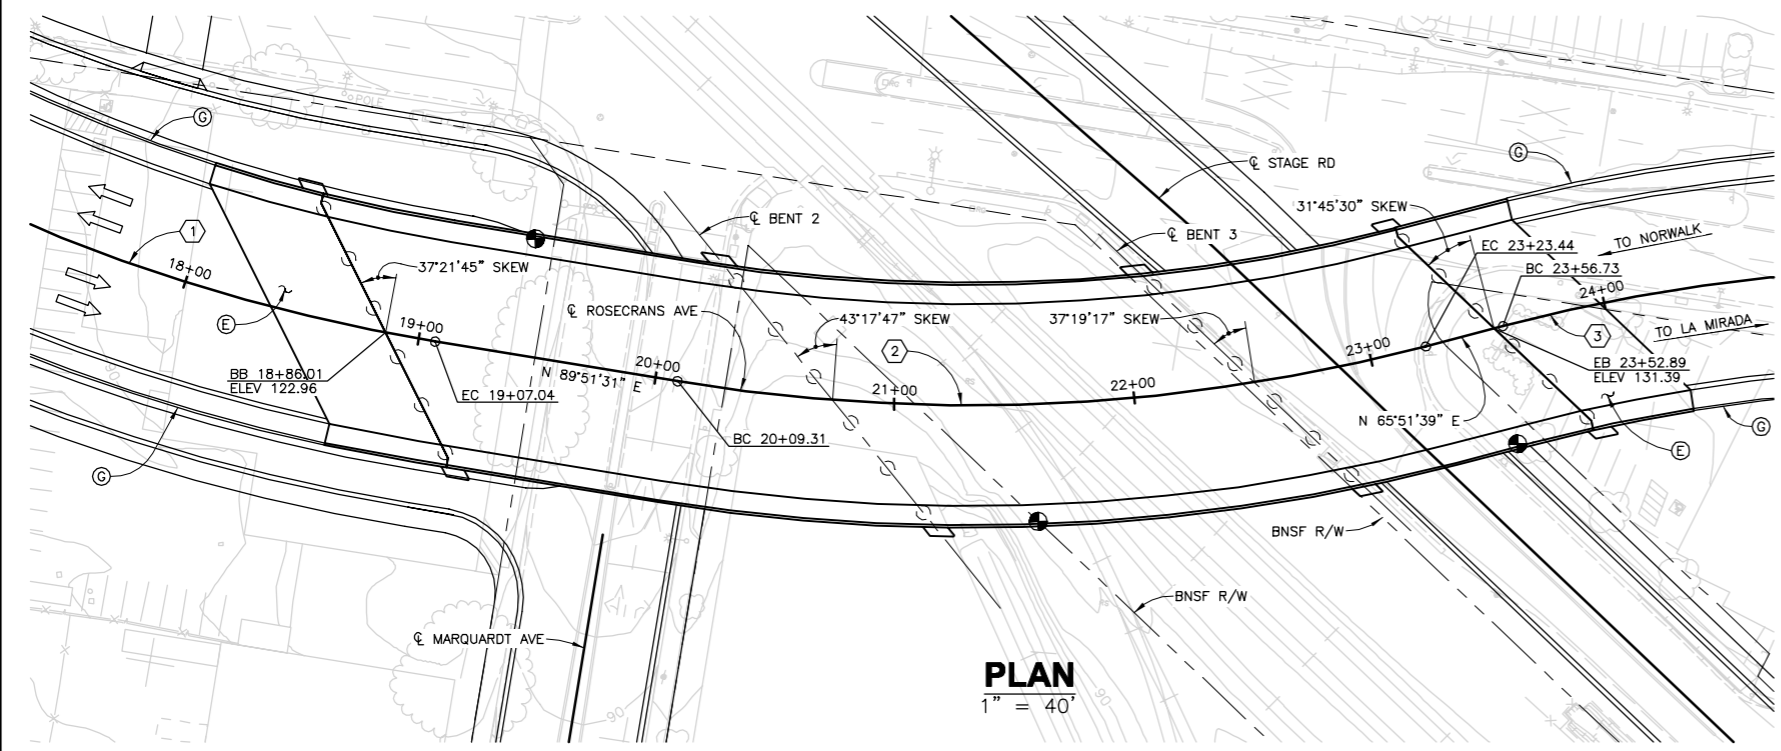 POLE
G
℄ STAGE RD
G
31°45'30" SKEW
℄ BENT 2
℄ BENT 3
TO NORWALK
EC 23+23.44
1
18+00
37°21'45" SKEW
BC 23+56.73
24+00
E
19+00
℄ ROSECRANS AVE
43°17'47" SKEW
37°19'17" SKEW
3
TO LA MIRADA
2
20+00
23+00
BB 18+86.01
ELEV 122.96
N 89°51'31" E
EB 23+52.89
ELEV 131.39
EC 19+07.04
21+00
22+00
N 65°51'39" E
G
BC 20+09.31
E
G
BNSF R/W
BNSF R/W
℄ MARQUARDT AVE
PLAN
1" = 40'
90
90